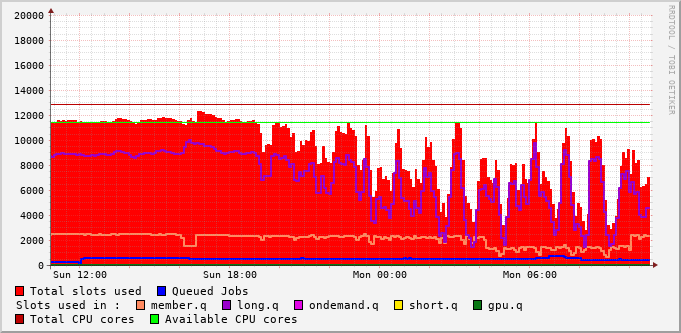 20000
18000
16000
14000
12000
10000
8000
6000
4000
2000
0
Sun 12:00 Sun 18:00 Mon 00:00 Mon 06:00
RRDTOOL / TOBI OETIKER
Total slots used Queued Jobs
Slots used in : member.q long.q ondemand.q short.q gpu.q
Total CPU cores Available CPU cores